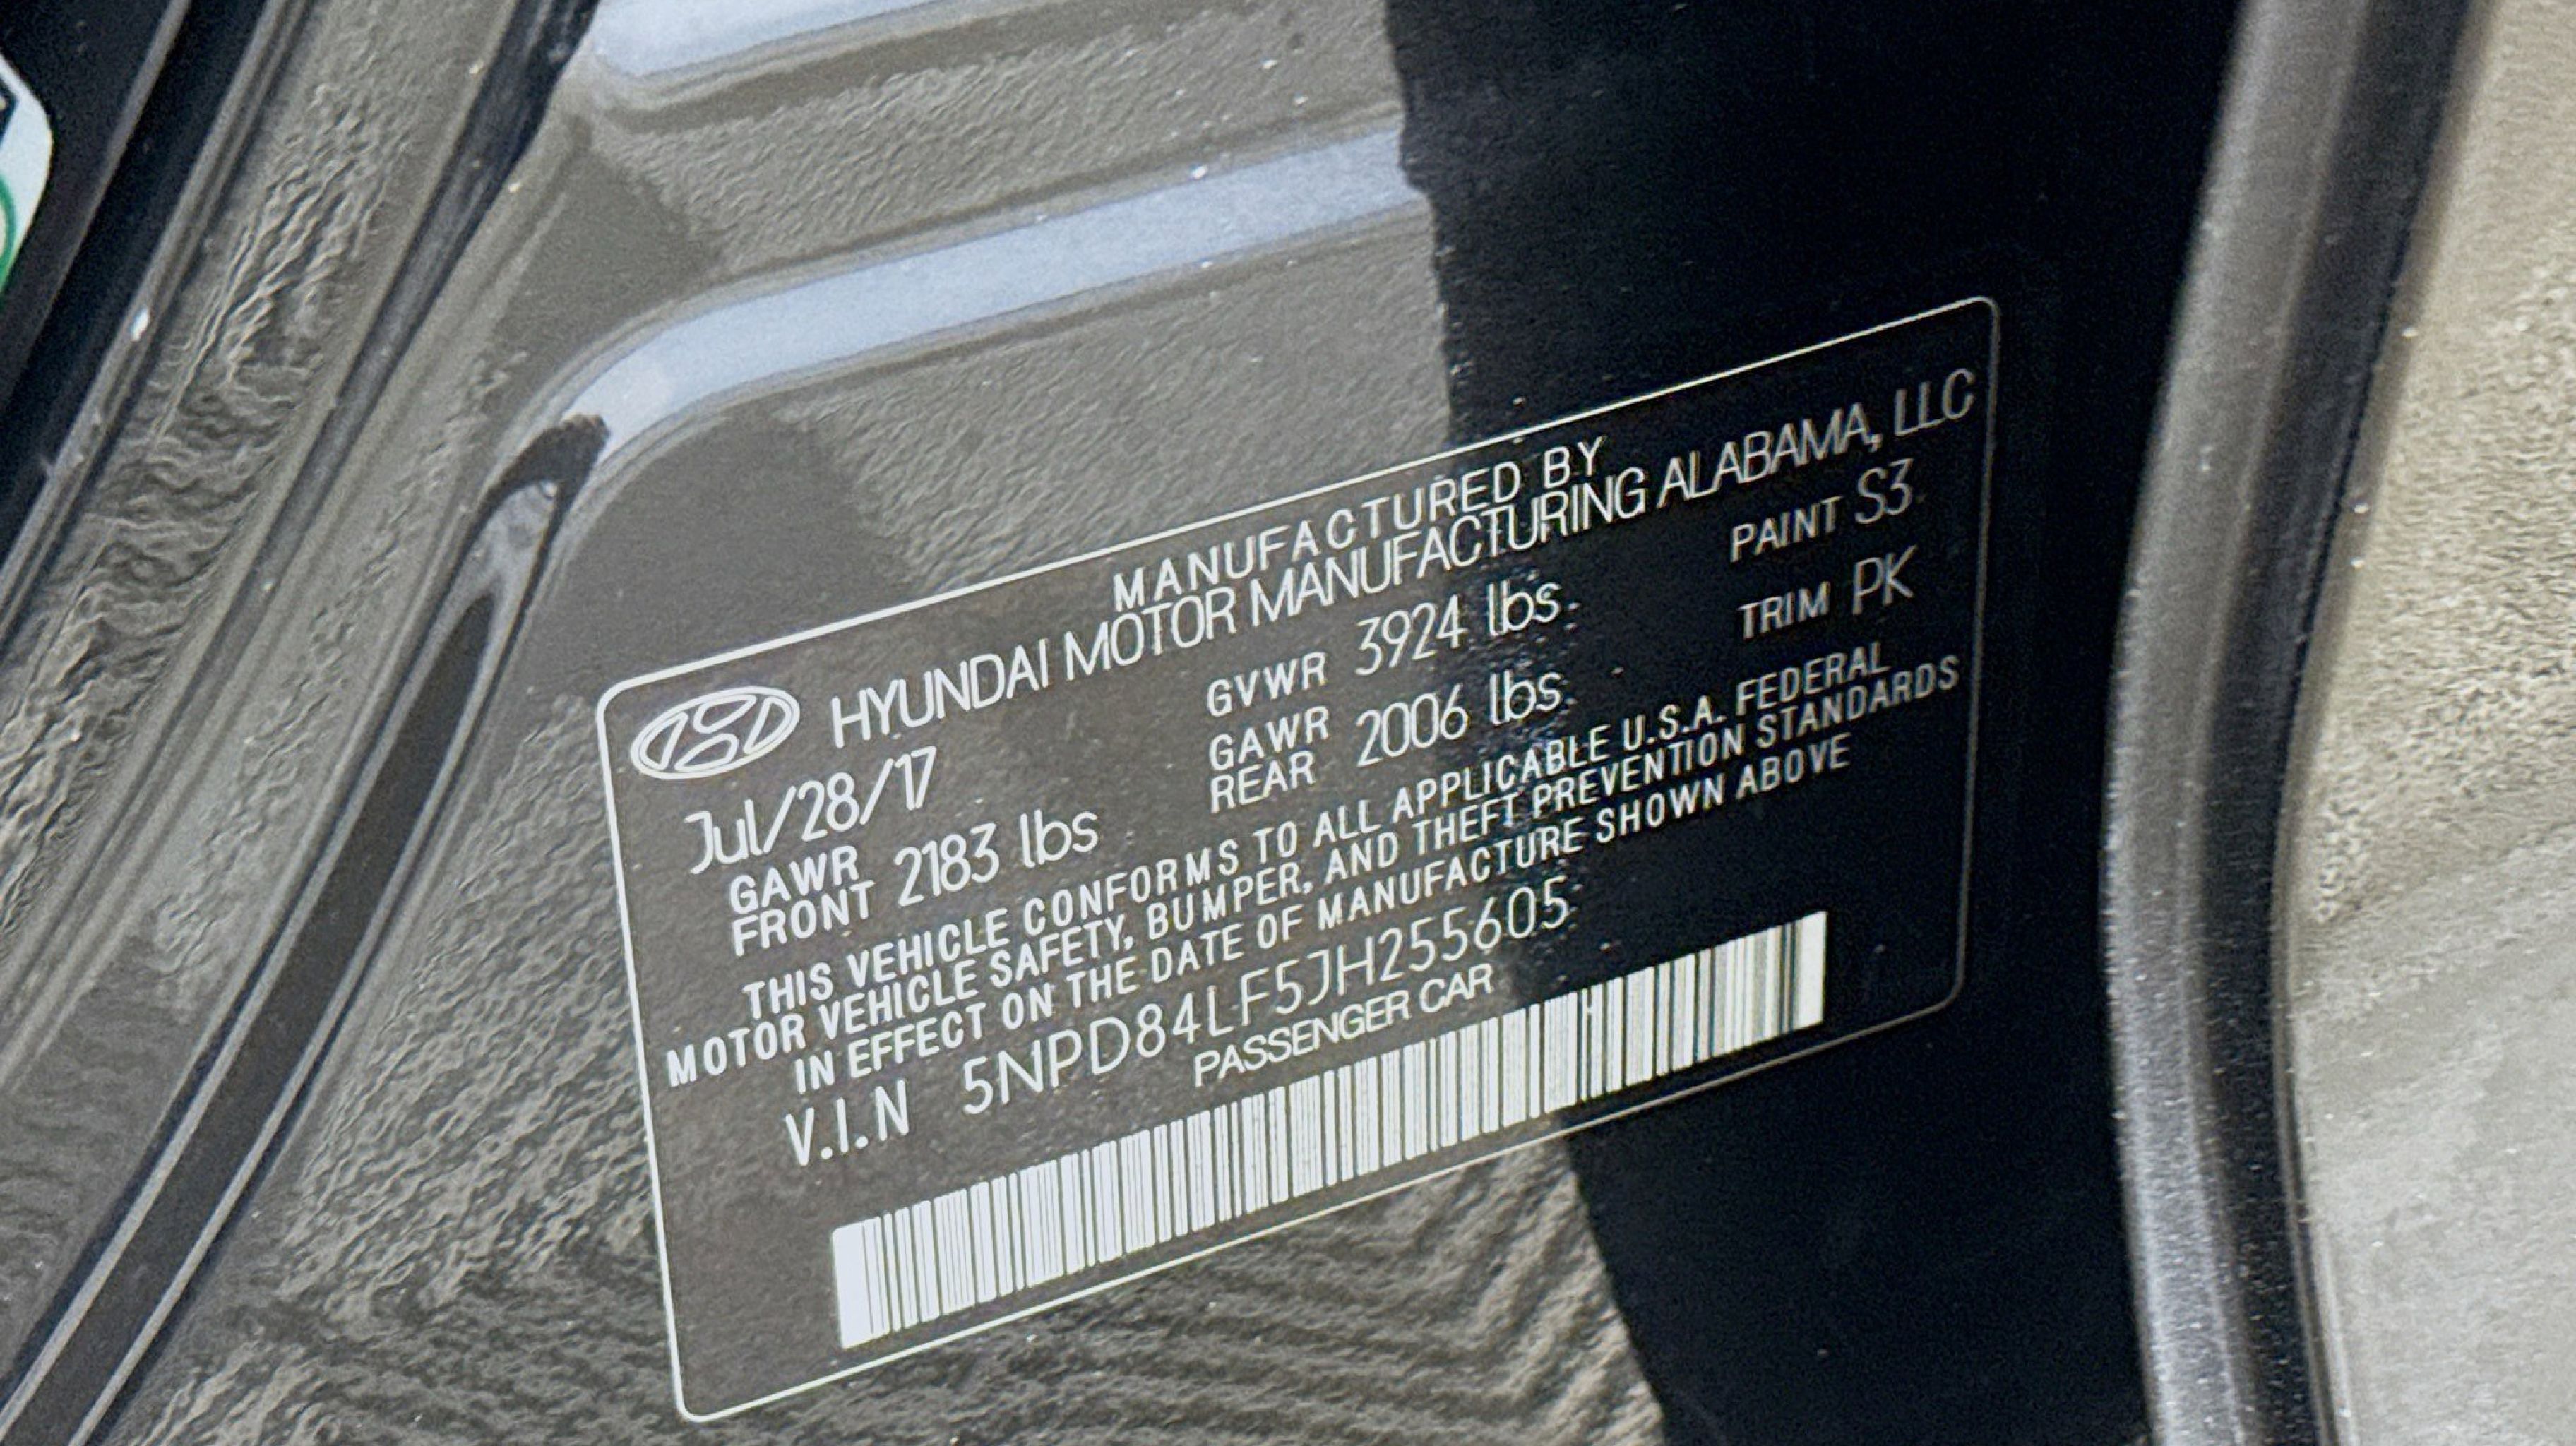 MANUFACTURED BY
HYUNDAI MOTOR MANUFACTURING ALABAMA, LLC
Jul/28/17 GVWR 3924 lbs. PAINT S3
GAWR FRONT 2183 lbs GAWR REAR 2006 lbs. TRIM PK
THIS VEHICLE CONFORMS TO ALL APPLICABLE U.S.A. FEDERAL
MOTOR VEHICLE SAFETY, BUMPER, AND THEFT PREVENTION STANDARDS
IN EFFECT ON THE DATE OF MANUFACTURE SHOWN ABOVE
V.I.N 5NPD84LF5JH255605
PASSENGER CAR